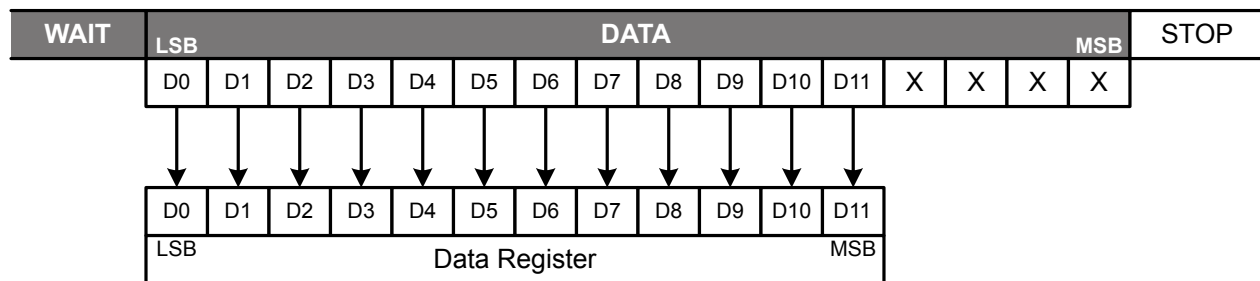 WAIT LSB DATA MSB STOP
D0 D1 D2 D3 D4 D5 D6 D7 D8 D9 D10 D11 X X X X
D0 D1 D2 D3 D4 D5 D6 D7 D8 D9 D10 D11
LSB Data Register MSB